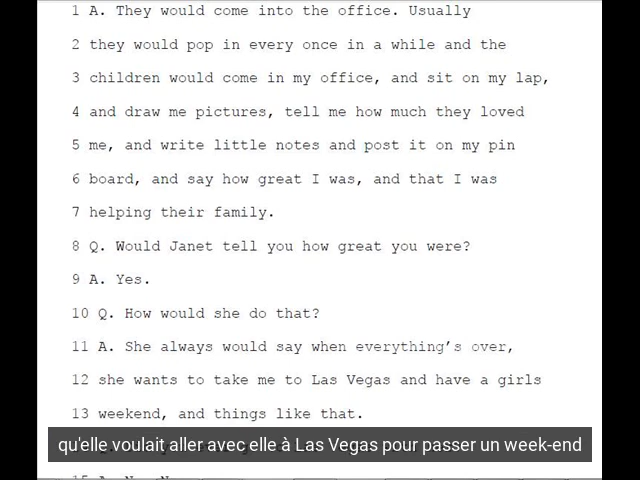 1 A. They would come into the office. Usually
2 they would pop in every once in a while and the
3 children would come in my office, and sit on my lap,
4 and draw me pictures, tell me how much they loved
5 me, and write little notes and post it on my pin
6 board, and say how great I was, and that I was
7 helping their family.
8 Q. Would Janet tell you how great you were?
9 A. Yes.
10 Q. How would she do that?
11 A. She always would say when everything's over,
12 she wants to take me to Las Vegas and have a girls
13 weekend, and things like that.
qu'elle voulait aller avec elle à Las Vegas pour passer un week-end